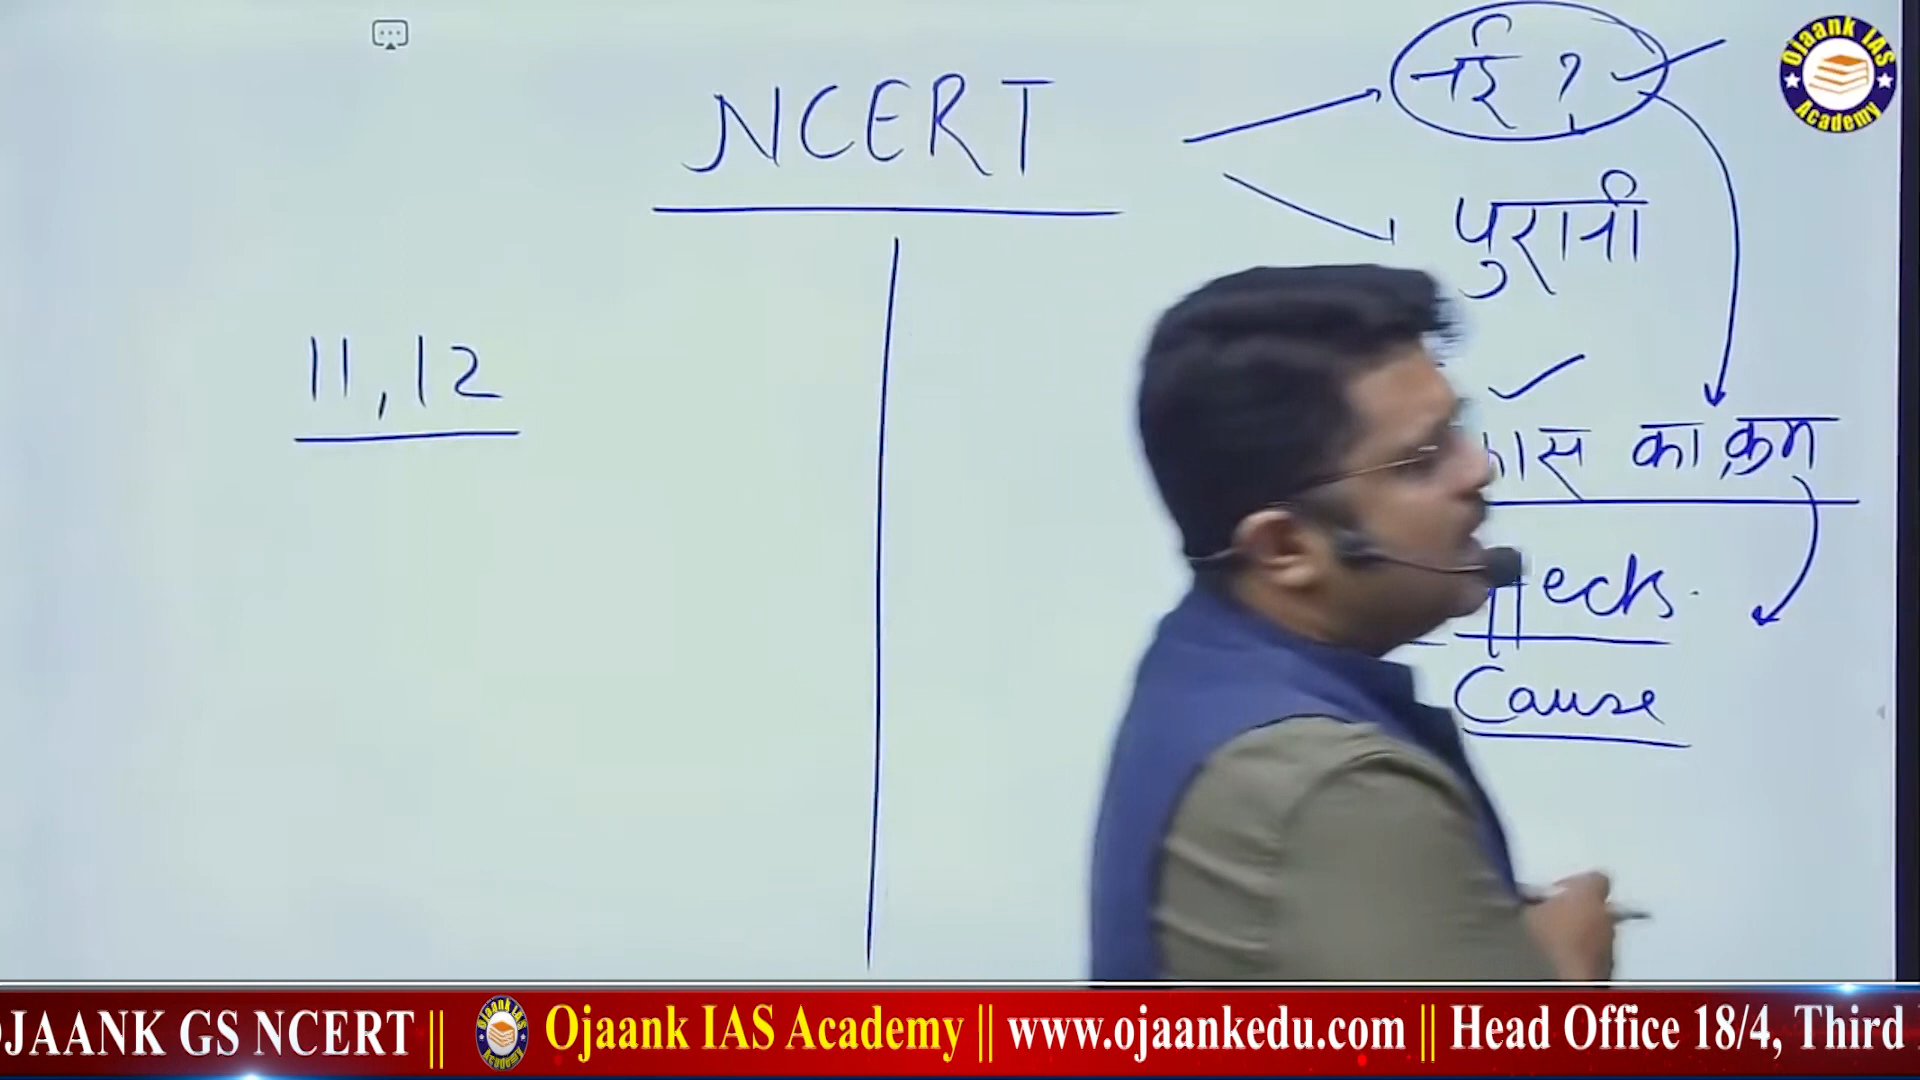 NCERT
नई ?
पुरानी
11, 12
का क्रम
Cause
Ojaank IAS
Academy
OJAANK GS NCERT || Ojaank IAS Academy || www.ojaankedu.com || Head Office 18/4, Third